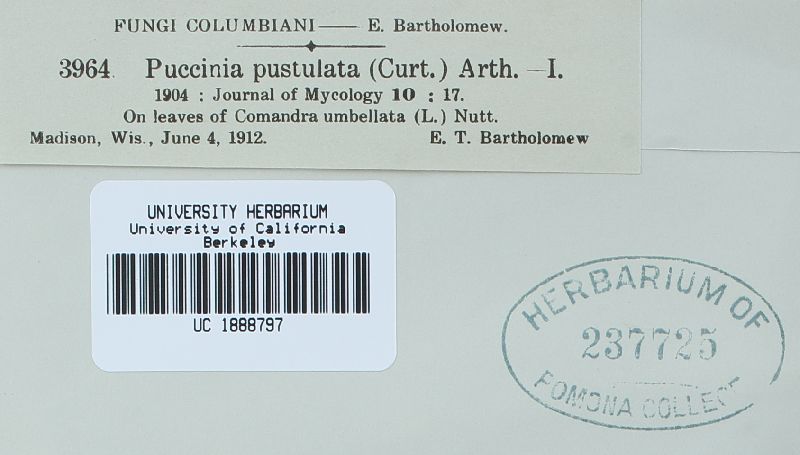 FUNGI COLUMBIANI—— E. Bartholomew.
3964. Puccinia pustulata (Curt.) Arth. —I.
1904 : Journal of Mycology 10 : 17.
On leaves of Comandra umbellata (L.) Nutt.
Madison, Wis., June 4, 1912. E. T. Bartholomew
UNIVERSITY HERBARIUM
University of California
Berkeley
UC 1888797
HERBARIUM OF
237725
POMONA COLLEGE